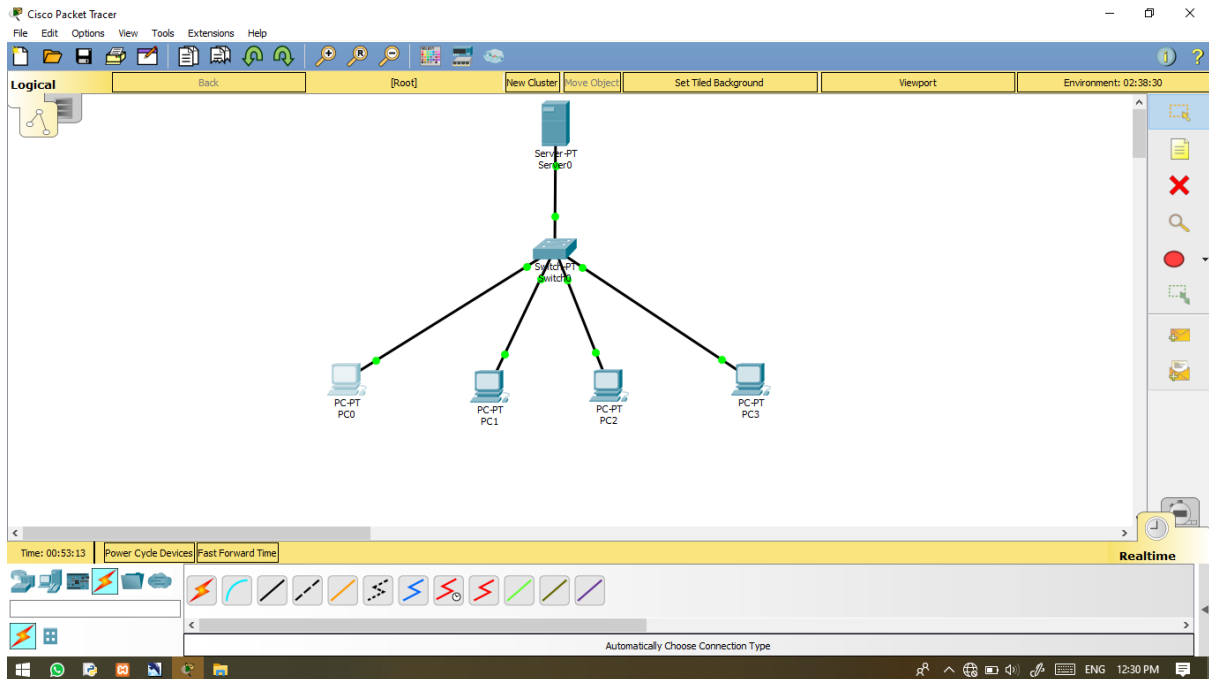 Cisco Packet Tracer
File Edit Options View Tools Extensions Help
Logical Back [Root] New Cluster Move Object Set Tiled Background Viewport Environment: 02:38:30
Server-PT
Server0
Switch-PT
Switch0
PC-PT
PC0
PC-PT
PC1
PC-PT
PC2
PC-PT
PC3
Time: 00:53:13 Power Cycle Devices Fast Forward Time Realtime
Automatically Choose Connection Type
ENG 12:30 PM